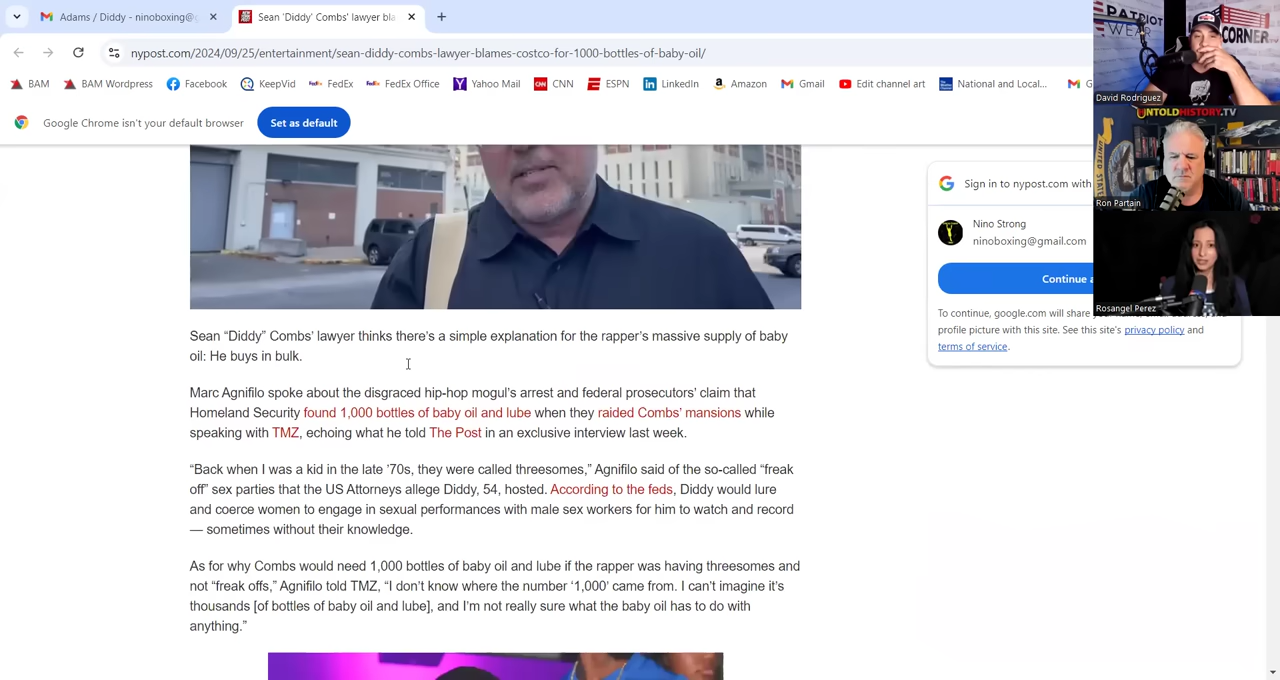 Adams / Diddy - ninoboxing@g
Sean 'Diddy' Combs' lawyer bla
nypost.com/2024/09/25/entertainment/sean-diddy-
er-bla
-costco-for-1000-bottles-of-baby-oil/
BAM
BAM Wordpress
Facebook
KeepVid
FedEx
FedEx Office
Yahoo Mail
CNN
ESPN
LinkedIn
Amazon
Gmail
Edit channel art
National and Local...
Google Chrome isn't your default browser
Set as default
PATRIOT
WEAR
CORNER
David Rodriguez
UNTOLDHISTORY.TV
UNITED STATE
Ron Partain
Rosangel Perez
Sign in to nypost.com with
Nino Strong
ninoboxing@gmail.com
Continue a
To continue, google.com will share
profile picture with this site. See this site's privacy policy and
terms of service.
Sean “Diddy” Combs’ lawyer thinks there’s a simple explanation for the rapper’s massive supply of baby
oil: He buys in bulk.
Marc Agnifilo spoke about the disgraced hip-hop mogul’s arrest and federal prosecutors’ claim that
Homeland Security found 1,000 bottles of baby oil and lube when they raided Combs’ mansions while
speaking with TMZ, echoing what he told The Post in an exclusive interview last week.
“Back when I was a kid in the late ’70s, they were called threesomes,” Agnifilo said of the so-called “freak
off” sex parties that the US Attorneys allege Diddy, 54, hosted. According to the feds, Diddy would lure
and coerce women to engage in sexual performances with male sex workers for him to watch and record
— sometimes without their knowledge.
As for why Combs would need 1,000 bottles of baby oil and lube if the rapper was having threesomes and
not “freak offs,” Agnifilo told TMZ, “I don’t know where the number ‘1,000’ came from. I can’t imagine it’s
thousands [of bottles of baby oil and lube], and I’m not really sure what the baby oil has to do with
anything.”